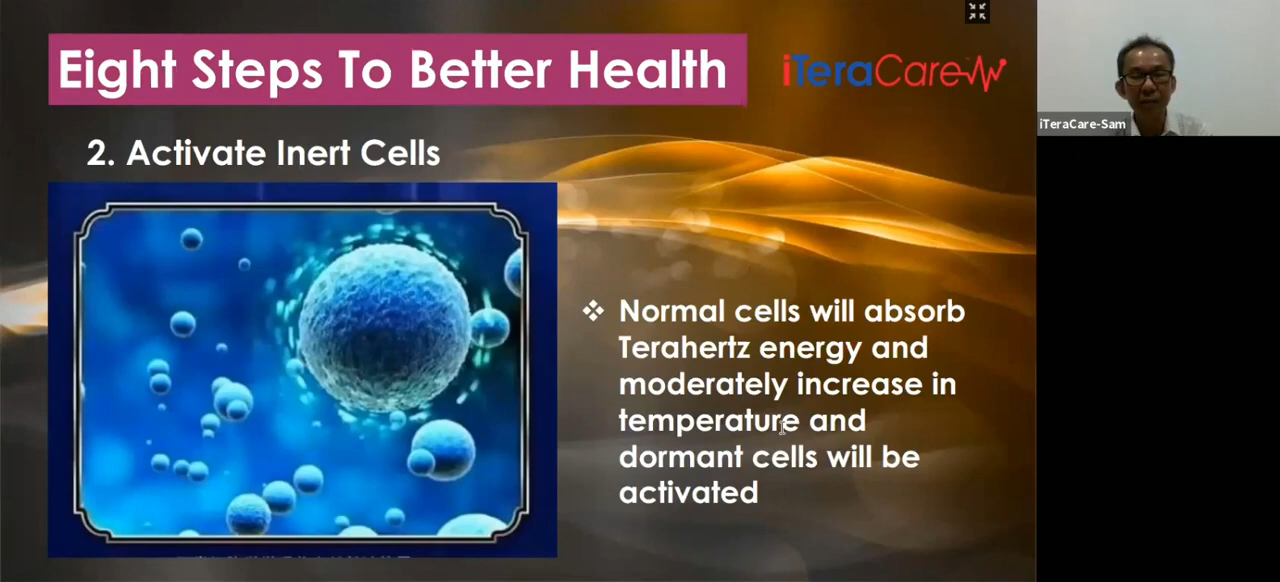 Eight Steps To Better Health
iTeraCare
iTeraCare-Sam
2. Activate Inert Cells
❖ Normal cells will absorb
Terahertz energy and
moderately increase in
temperature and
dormant cells will be
activated